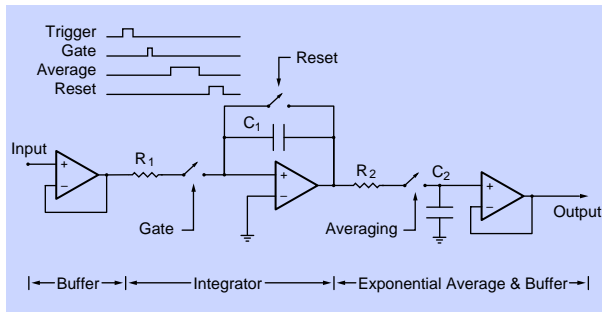 Trigger
Gate
Average
Reset
Reset
C1
Input
R1
R2
C2
+
−
+
−
+
−
Gate
Averaging
Output
Buffer
Integrator
Exponential Average & Buffer